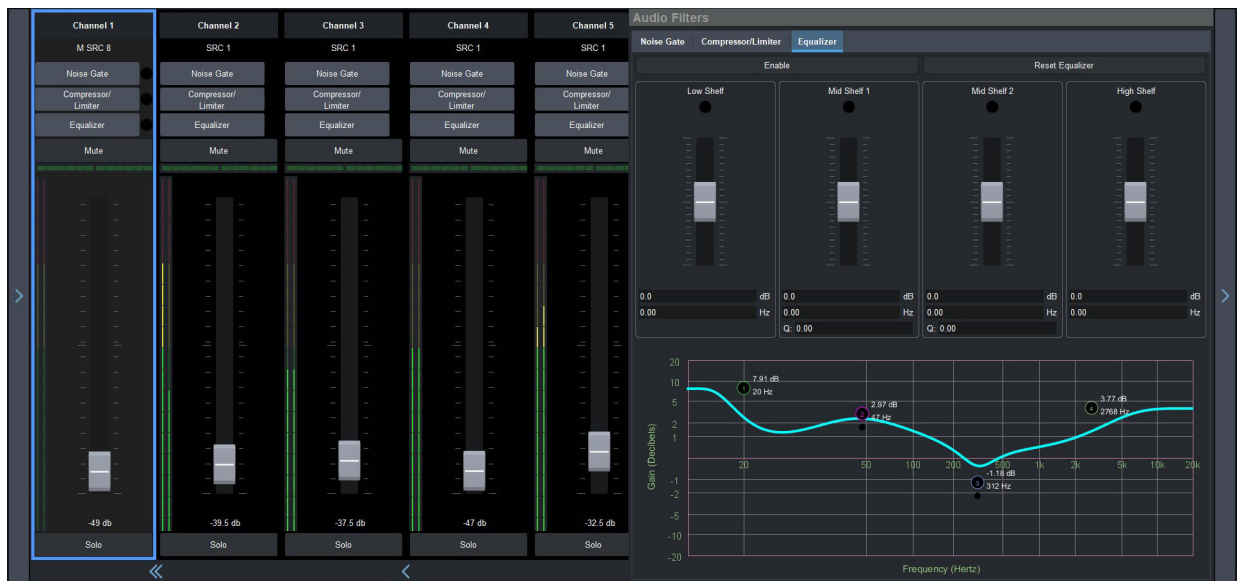 Channel 1
Channel 2
Channel 3
Channel 4
Channel 5
M SRC 8
SRC 1
SRC 1
SRC 1
SRC 1
Noise Gate
Noise Gate
Noise Gate
Noise Gate
Noise Gate
Compressor/
Limiter
Compressor/
Limiter
Compressor/
Limiter
Compressor/
Limiter
Compressor/
Limiter
Equalizer
Equalizer
Equalizer
Equalizer
Equalizer
Mute
Mute
Mute
Mute
Mute
-49 db
-39.5 db
-37.5 db
-47 db
-32.5 db
Solo
Solo
Solo
Solo
Solo
Audio Filters
Noise Gate
Compressor/Limiter
Equalizer
Enable
Reset Equalizer
Low Shelf
Mid Shelf 1
Mid Shelf 2
High Shelf
0.0 dB
0.0 dB
0.0 dB
0.0 dB
0.00 Hz
0.00 Hz
0.00 Hz
0.00 Hz
Q: 0.00
Q: 0.00
Gain (Decibels)
20
10
5
2
1
-1
-2
-5
-10
-20
1
7.91 dB
20 Hz
2
2.97 dB
47 Hz
3
-1.18 dB
312 Hz
4
3.77 dB
2768 Hz
20
50
100
200
500
1k
2k
5k
10k
20k
Frequency (Hertz)